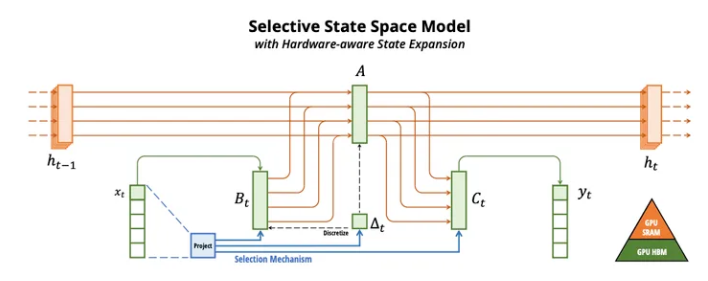 Selective State Space Model
with Hardware-aware State Expansion
A
h_{t-1}
h_t
x_t
B_t
C_t
y_t
Δ_t
Discretize
Project
Selection Mechanism
GPU
SRAM
GPU HBM